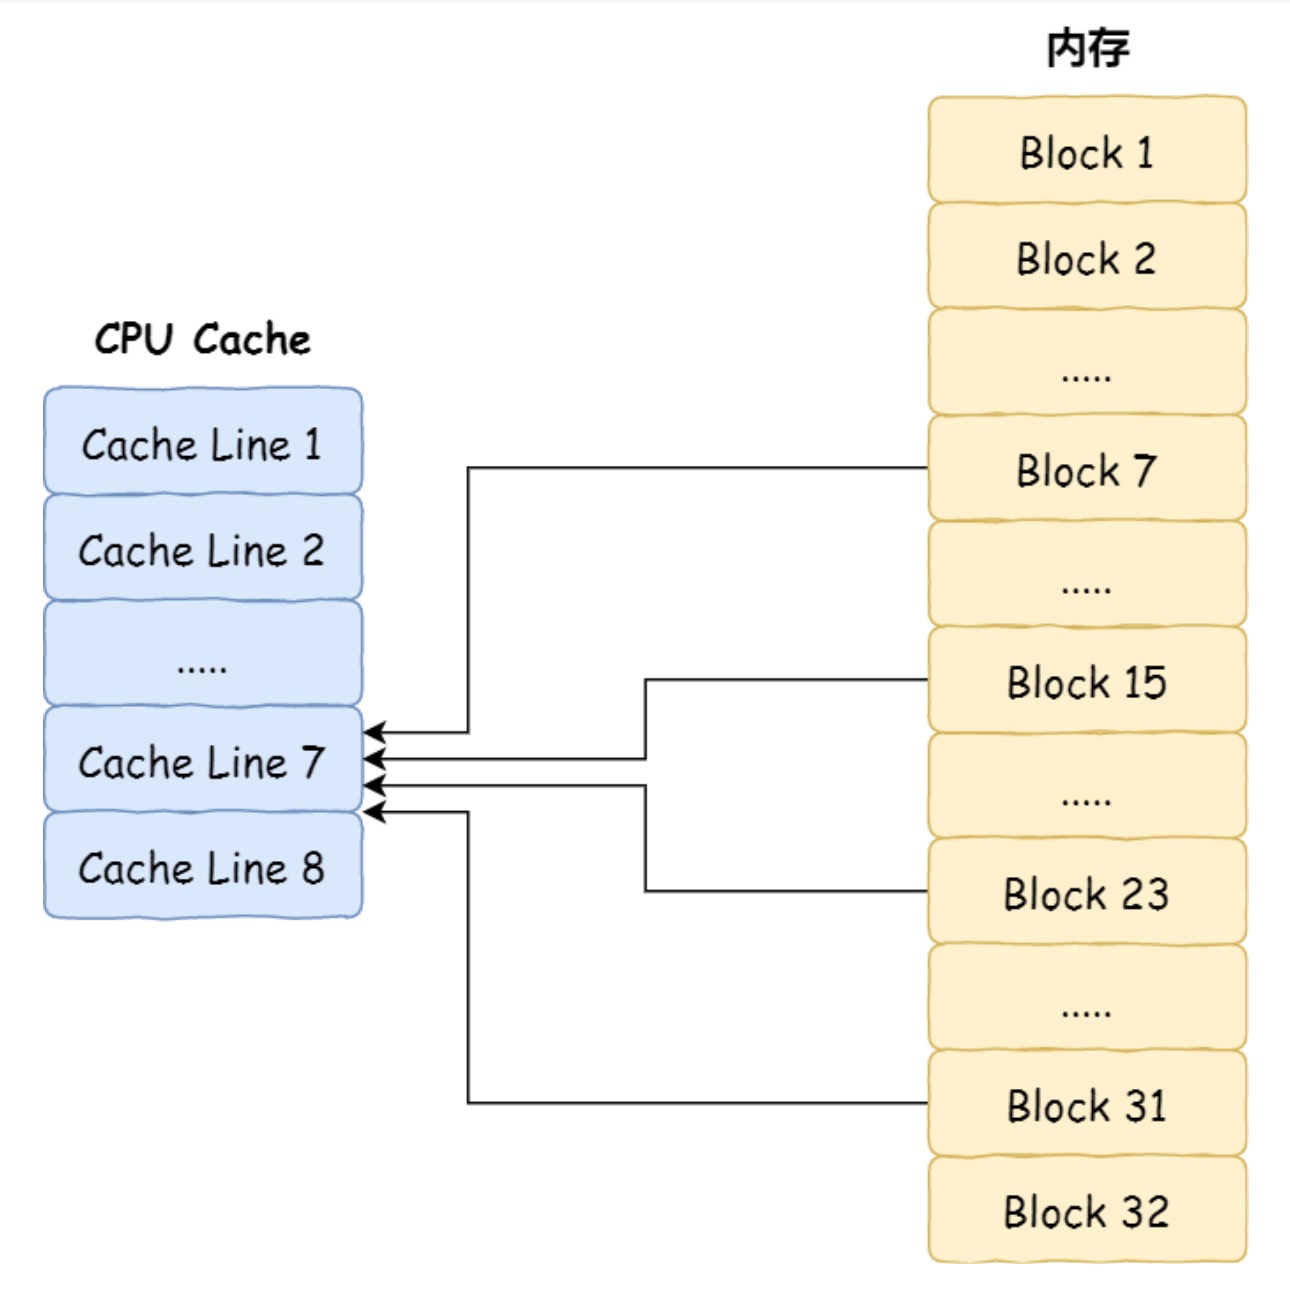 CPU Cache
Cache Line 1
Cache Line 2
.....
Cache Line 7
Cache Line 8
内存
Block 1
Block 2
.....
Block 7
.....
Block 15
.....
Block 23
.....
Block 31
Block 32